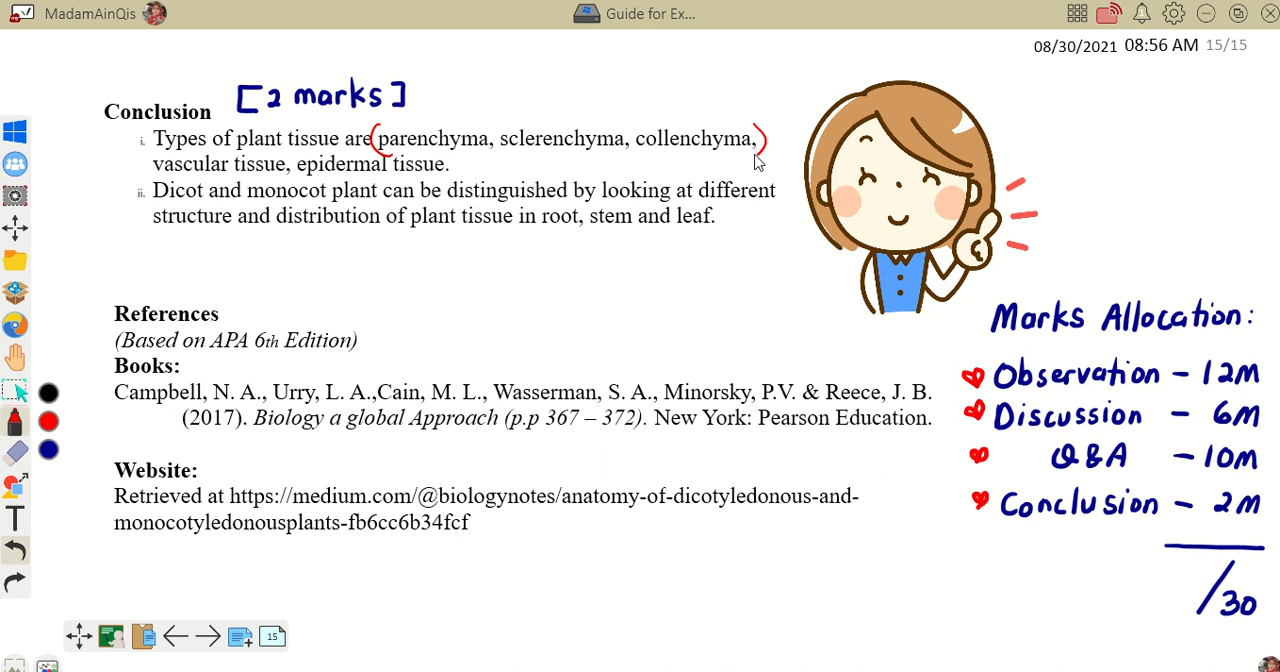 MadamAinQis
Guide for Ex...
08/30/2021 08:56 AM 15/15
Conclusion [2 marks]
i. Types of plant tissue are (parenchyma, sclerenchyma, collenchyma,)
vascular tissue, epidermal tissue.
ii. Dicot and monocot plant can be distinguished by looking at different
structure and distribution of plant tissue in root, stem and leaf.
References
(Based on APA 6th Edition)
Books:
Campbell, N. A., Urry, L. A.,Cain, M. L., Wasserman, S. A., Minorsky, P.V. & Reece, J. B.
(2017). Biology a global Approach (p.p 367 – 372). New York: Pearson Education.
Website:
Retrieved at https://medium.com/@biologynotes/anatomy-of-dicotyledonous-and-
monocotyledonousplants-fb6cc6b34fcf
Marks Allocation:
Observation - 12M
Discussion - 6M
Q&A - 10M
Conclusion - 2M
/30
T
15